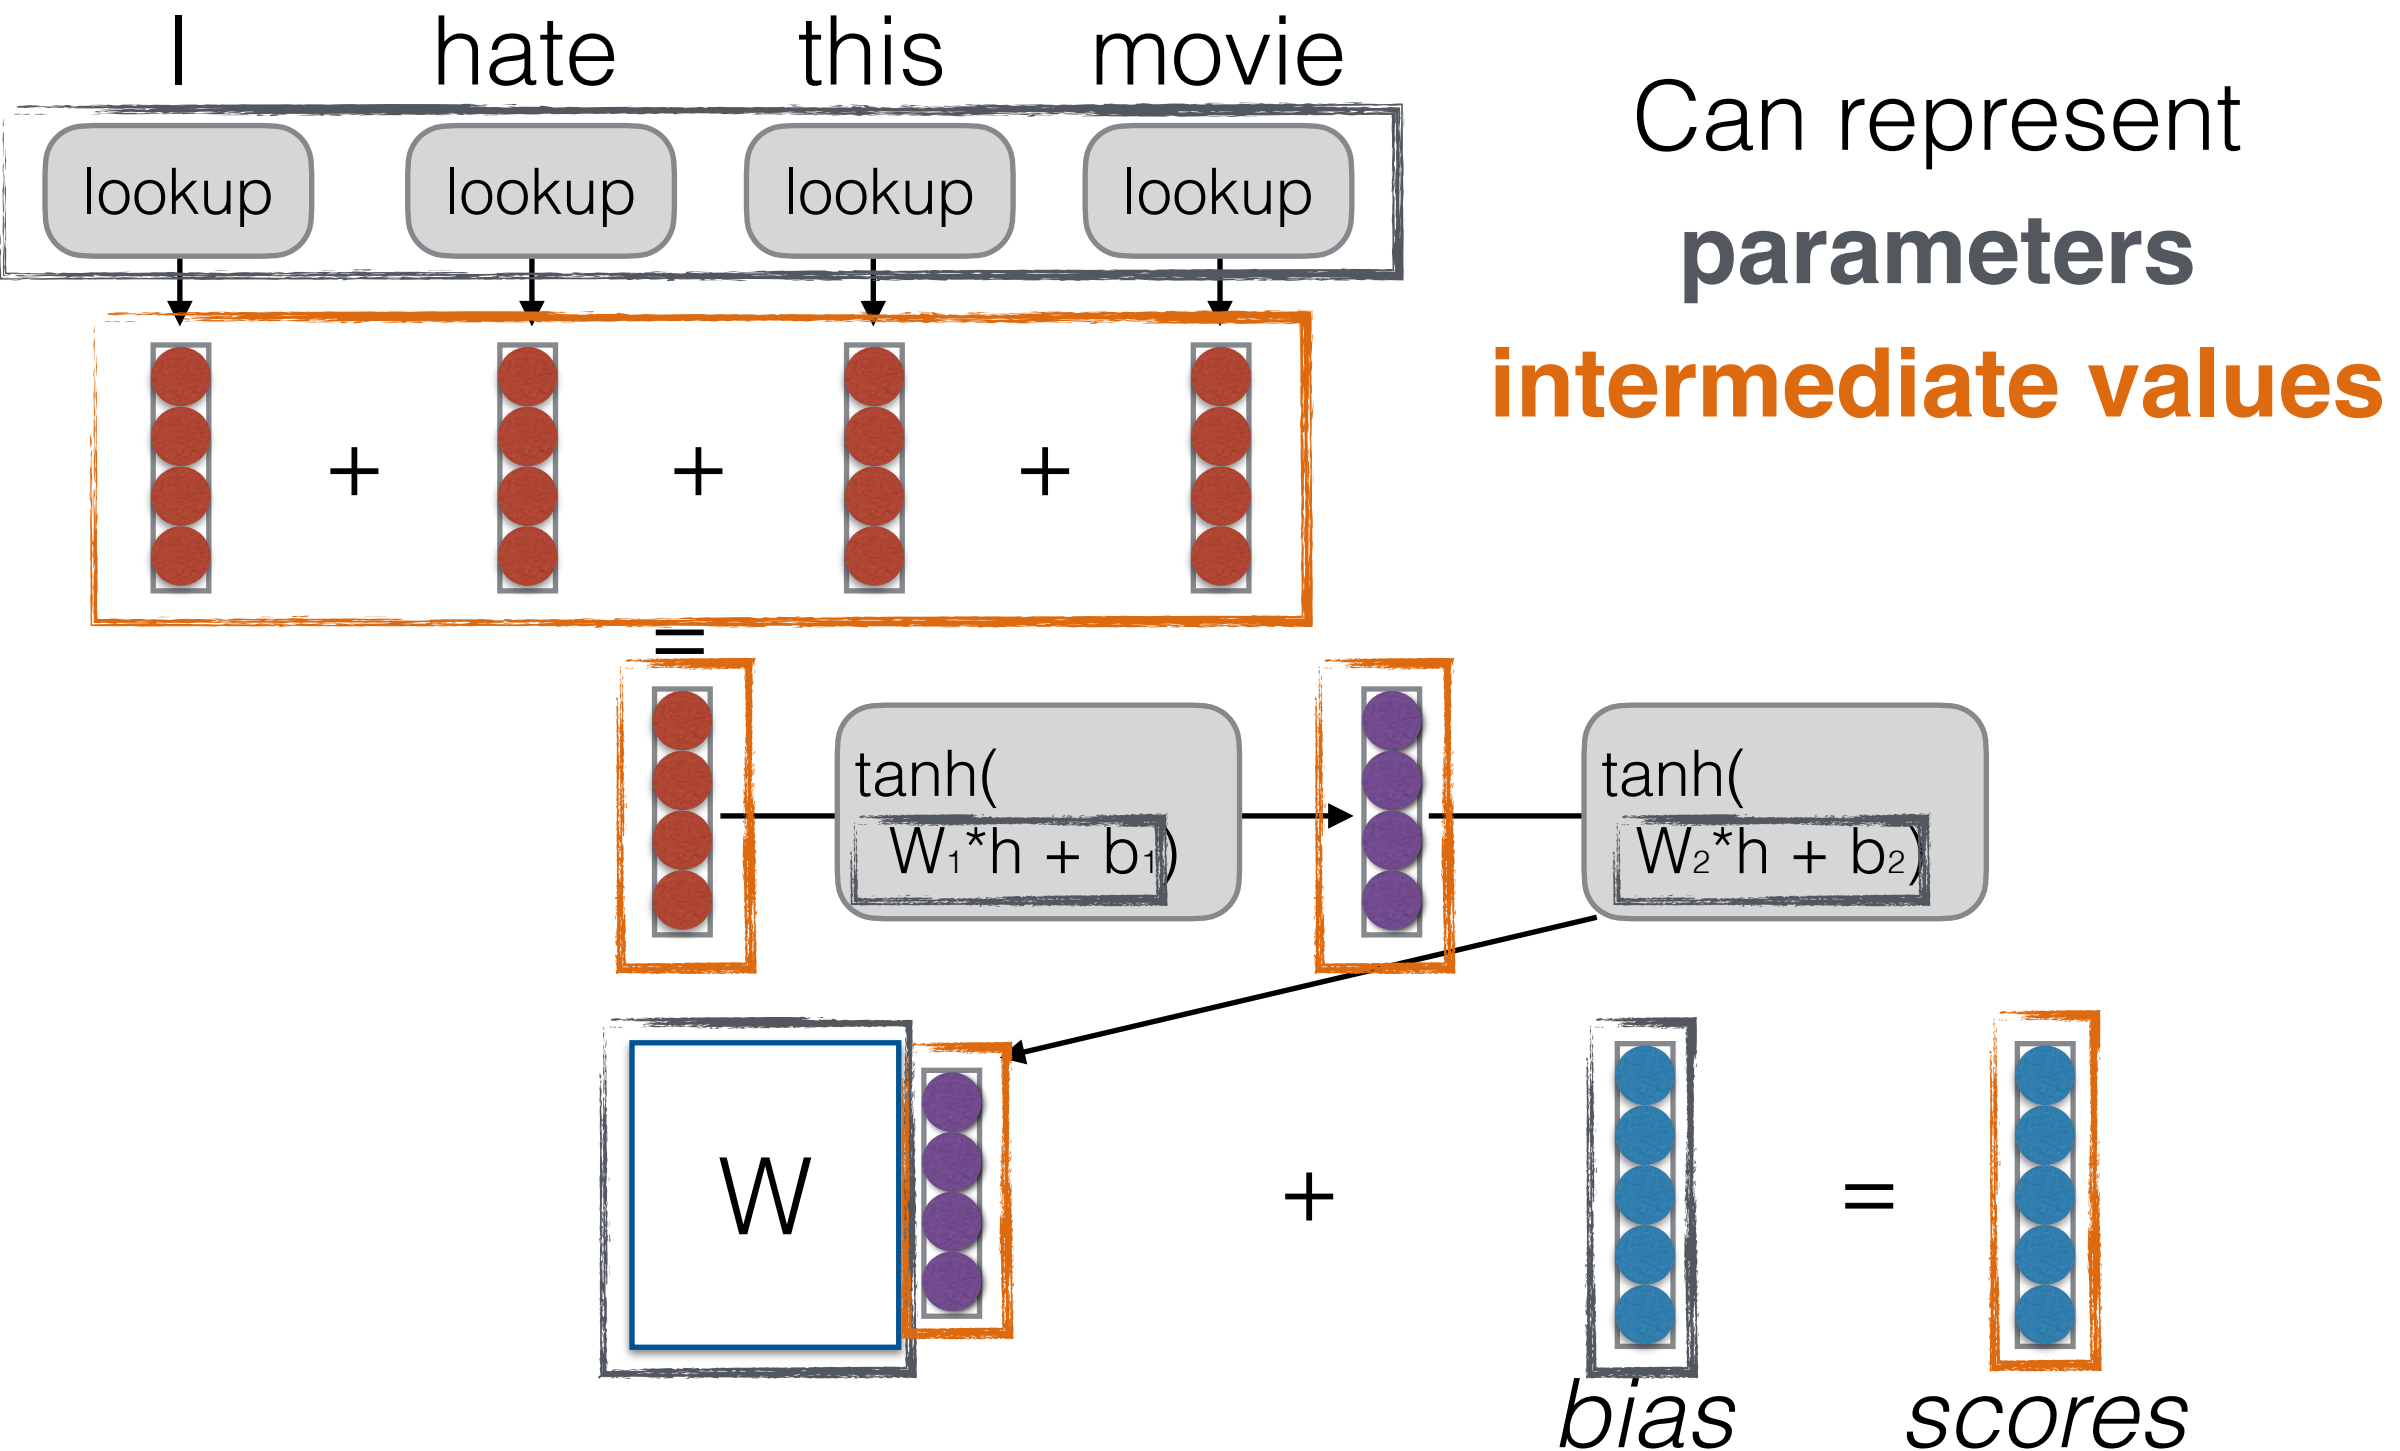 I hate this movie
Can represent
parameters
intermediate values
lookup lookup lookup lookup
+ + +
=
tanh(
W₁*h + b₁)
tanh(
W₂*h + b₂)
W + =
bias scores